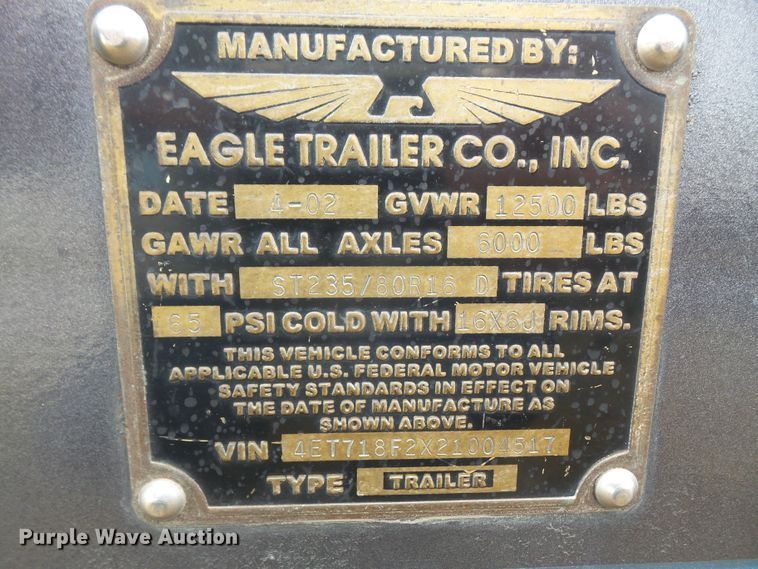 MANUFACTURED BY:
EAGLE TRAILER CO., INC.
DATE 4-02 GVWR 12500 LBS
GAWR ALL AXLES 6000 LBS
WITH ST235/80R16 D TIRES AT
65 PSI COLD WITH 16X6J RIMS.
THIS VEHICLE CONFORMS TO ALL
APPLICABLE U.S. FEDERAL MOTOR VEHICLE
SAFETY STANDARDS IN EFFECT ON
THE DATE OF MANUFACTURE AS
SHOWN ABOVE.
VIN 4ET718F2X21004517
TYPE TRAILER
Purple Wave Auction